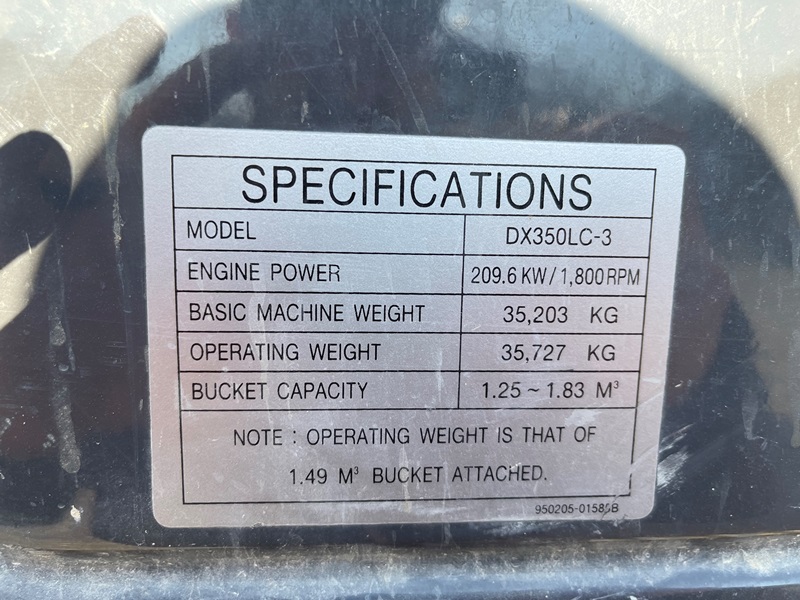 SPECIFICATIONS
MODEL DX350LC-3
ENGINE POWER 209.6 KW / 1,800 RPM
BASIC MACHINE WEIGHT 35,203 KG
OPERATING WEIGHT 35,727 KG
BUCKET CAPACITY 1.25 ~ 1.83 M³
NOTE : OPERATING WEIGHT IS THAT OF
1.49 M³ BUCKET ATTACHED.
950205-01585B